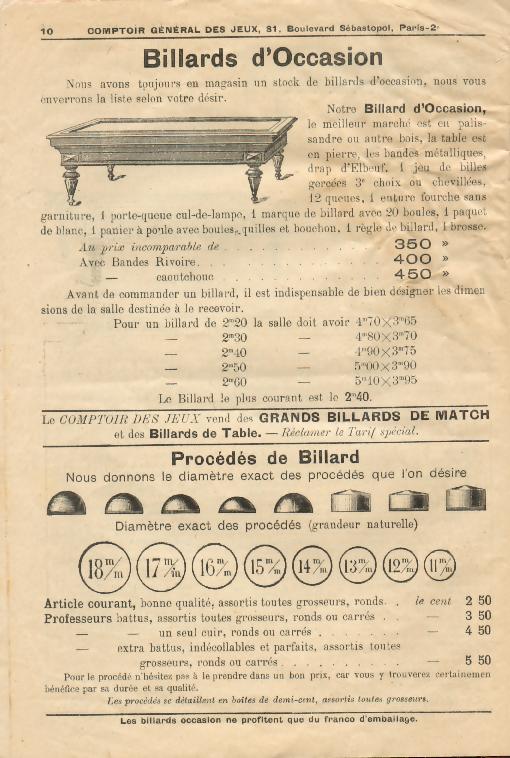 10 COMPTOIR GÉNÉRAL DES JEUX, 81, Boulevard Sébastopol, Paris-2e
Billards d'Occasion
Nous avons toujours en magasin un stock de billards d'occasion, nous vous
enverrons la liste selon votre désir.
Notre Billard d'Occasion,
le meilleur marché est en palis-
sandre ou autre bois, la table est
en pierre, les bandes métalliques,
drap d'Elbeuf. 1 jeu de billes
gercées 3e choix ou chevillées,
12 queues, 1 enture fourche sans
garniture, 1 porte-queue cul-de-lampe, 1 marque de billard avec 20 boules, 1 paquet
de blanc, 1 panier à poule avec boules, quilles et bouchon. 1 règle de billard, 1 brosse.
Au prix incomparable de . . . . . . . . . 350 »
Avec Bandes Rivoire. . . . . . . . . . . 400 »
— caoutchouc . . . . . . . . . . 450 »
Avant de commander un billard, il est indispensable de bien désigner les dimen
sions de la salle destinée à le recevoir.
Pour un billard de 2m20 la salle doit avoir 4m70×3m65
— 2m30 — 4m80×3m70
— 2m40 — 4m90×3m75
— 2m50 — 5m00×3m90
— 2m60 — 5m10×3m95
Le Billard le plus courant est le 2m40.
Le COMPTOIR DES JEUX vend des GRANDS BILLARDS DE MATCH
et des Billards de Table. — Réclamer le Tarif spécial.
Procédés de Billard
Nous donnons le diamètre exact des procédés que l'on désire
Diamètre exact des procédés (grandeur naturelle)
18 m/m 17 m/m 16 m/m 15 m/m 14 m/m 13 m/m 12 m/m 11 m/m
Article courant, bonne qualité, assortis toutes grosseurs, ronds. . le cent 2 50
Professeurs battus, assortis toutes grosseurs, ronds ou carrés . . — 3 50
— — un seul cuir, ronds ou carrés . . . . . . . — 4 50
— extra battus, indécollables et parfaits, assortis toutes
grosseurs, ronds ou carrés . . . . . . . . . . — 5 50
Pour le procédé n'hésitez pas à le prendre dans un bon prix, car vous y trouverez certainemen
bénéfice par sa durée et sa qualité.
Les procédés se détaillent en boîtes de demi-cent, assortis toutes grosseurs.
Les billards occasion ne profitent que du franco d'emballage.